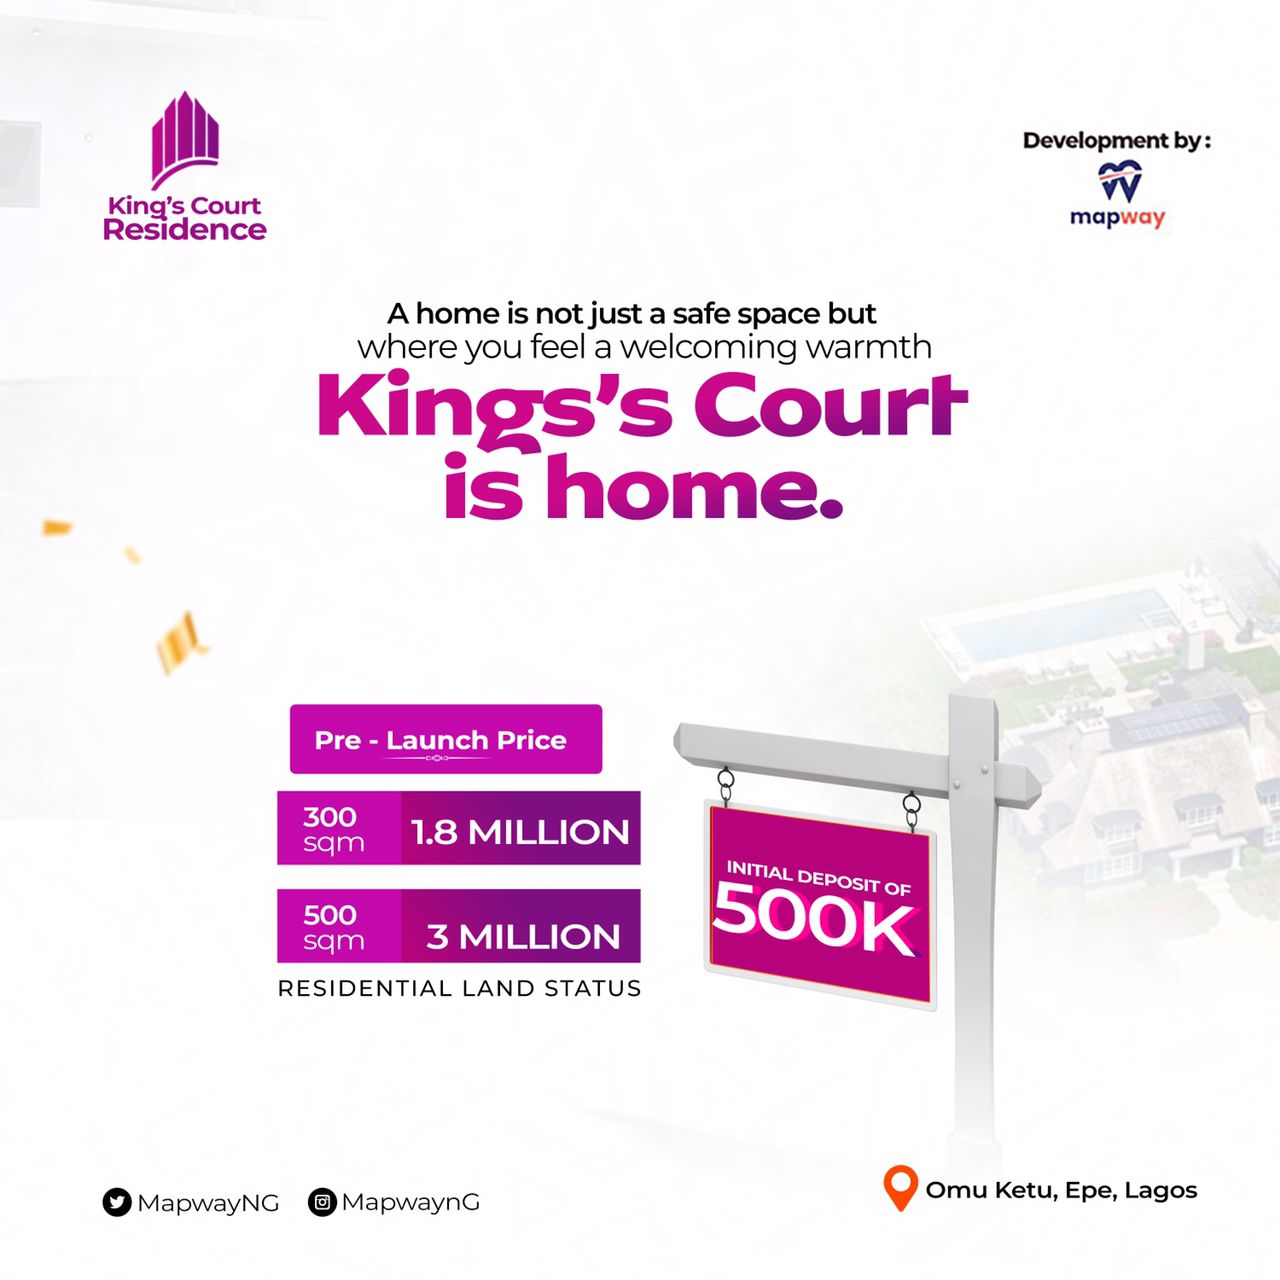 King's Court
Residence
Development by:
mapway
A home is not just a safe space but
where you feel a welcoming warmth
Kings's Court
is home.
Pre - Launch Price
300
sqm
1.8 MILLION
500
sqm
3 MILLION
RESIDENTIAL LAND STATUS
INITIAL DEPOSIT OF
500K
MapwayNG
MapwaynG
Omu Ketu, Epe, Lagos